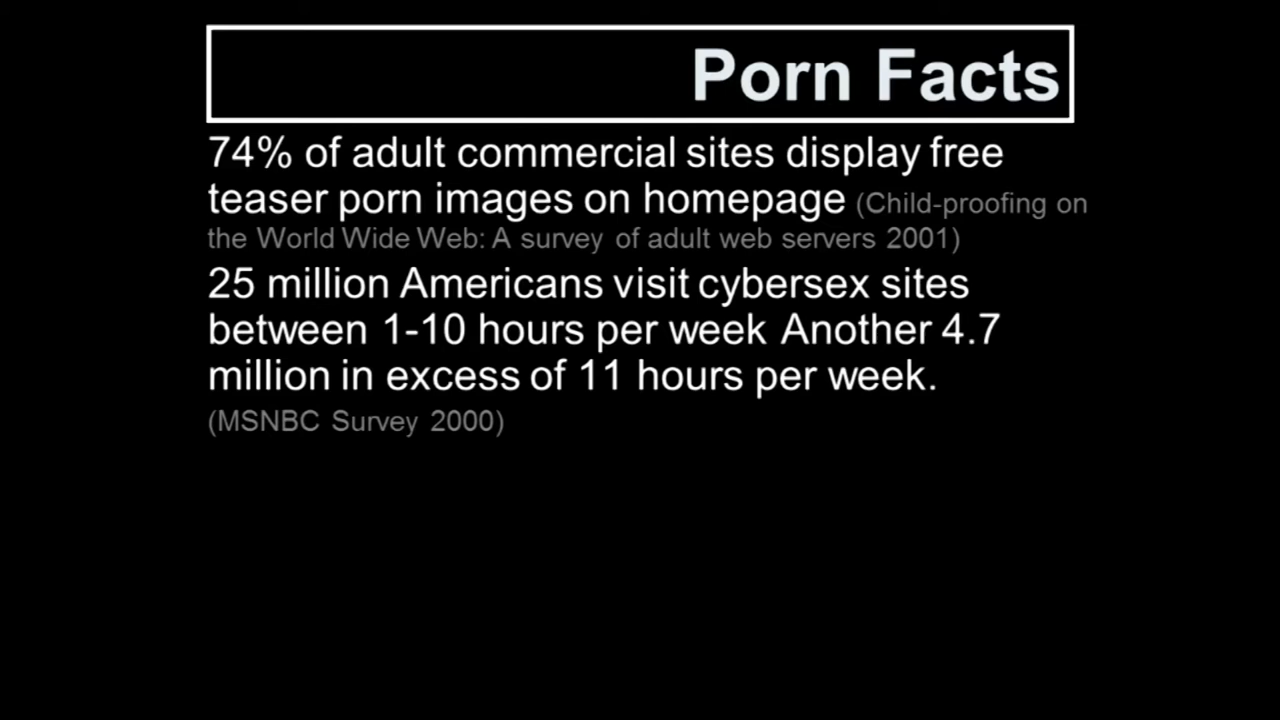 Porn Facts
74% of adult commercial sites display free
teaser porn images on homepage (Child-proofing on
the World Wide Web: A survey of adult web servers 2001)
25 million Americans visit cybersex sites
between 1-10 hours per week Another 4.7
million in excess of 11 hours per week.
(MSNBC Survey 2000)